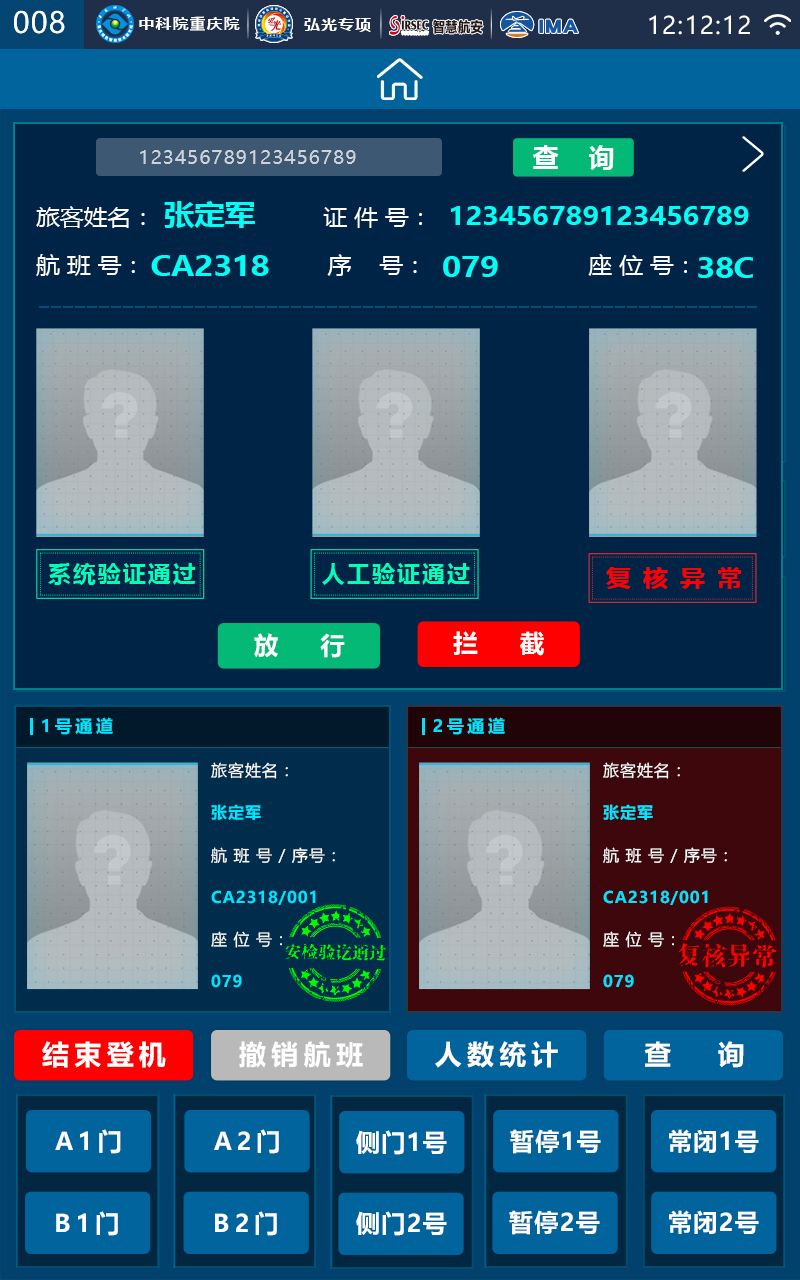 008 中科院重庆院 弘光专项 SiRSEC 智慧航安 IMA 12:12:12
123456789123456789 查 询
旅客姓名： 张定军 证件号： 123456789123456789
航班号： CA2318 序 号： 079 座位号： 38C
? ? ?
系统验证通过 人工验证通过 复核异常
放 行 拦 截
1号通道
旅客姓名：
张定军
航班号/序号：
CA2318/001
座位号：
079
安检验讫通过
2号通道
旅客姓名：
张定军
航班号/序号：
CA2318/001
座位号：
079
复核异常
结束登机 撤销航班 人数统计 查 询
A1门 A2门 侧门1号 暂停1号 常闭1号
B1门 B2门 侧门2号 暂停2号 常闭2号